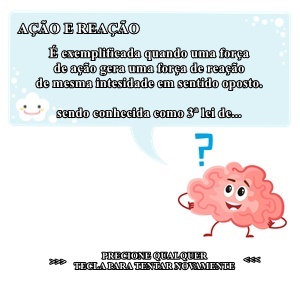 AÇÃO E REAÇÃO
É exemplificada quando uma força
de ação gera uma força de reação
de mesma intesidade em sentido oposto.
sendo conhecida como 3ª lei de...
?
PRECIONE QUALQUER
TECLA PARA TENTAR NOVAMENTE